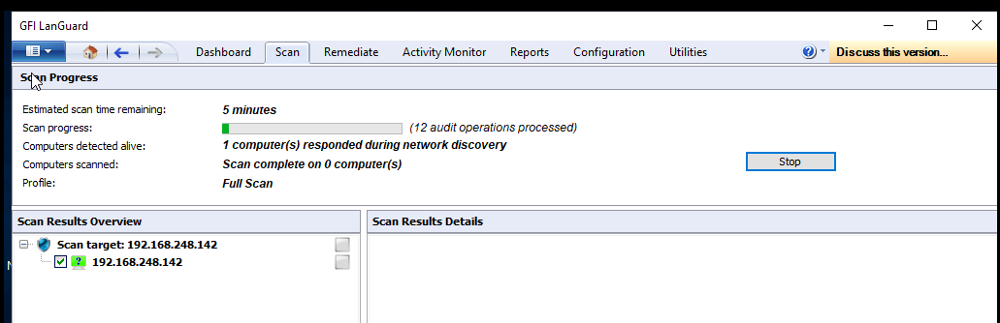 GFI LanGuard
Dashboard Scan Remediate Activity Monitor Reports Configuration Utilities Discuss this version...
Scan Progress
Estimated scan time remaining: 5 minutes
Scan progress: (12 audit operations processed)
Computers detected alive: 1 computer(s) responded during network discovery
Computers scanned: Scan complete on 0 computer(s)
Stop
Profile: Full Scan
Scan Results Overview Scan Results Details
Scan target: 192.168.248.142
192.168.248.142